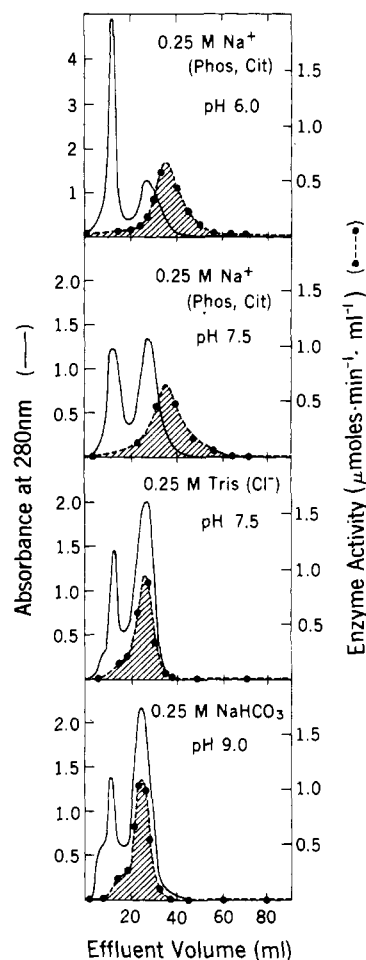 0.25 M Na⁺
(Phos, Cit)
pH 6.0
4
3
2
1
1.5
1.0
0.5
0.25 M Na⁺
(Phos, Cit)
pH 7.5
2.0
1.5
1.0
0.5
1.5
1.0
0.5
0.25 M Tris (Cl⁻)
pH 7.5
2.0
1.5
1.0
0.5
1.5
1.0
0.5
0.25 M NaHCO₃
pH 9.0
2.0
1.5
1.0
0.5
1.5
1.0
0.5
0 20 40 60 80
Effluent Volume (ml)
Absorbance at 280nm (—)
Enzyme Activity (μmoles·min⁻¹· ml⁻¹) (●---●)